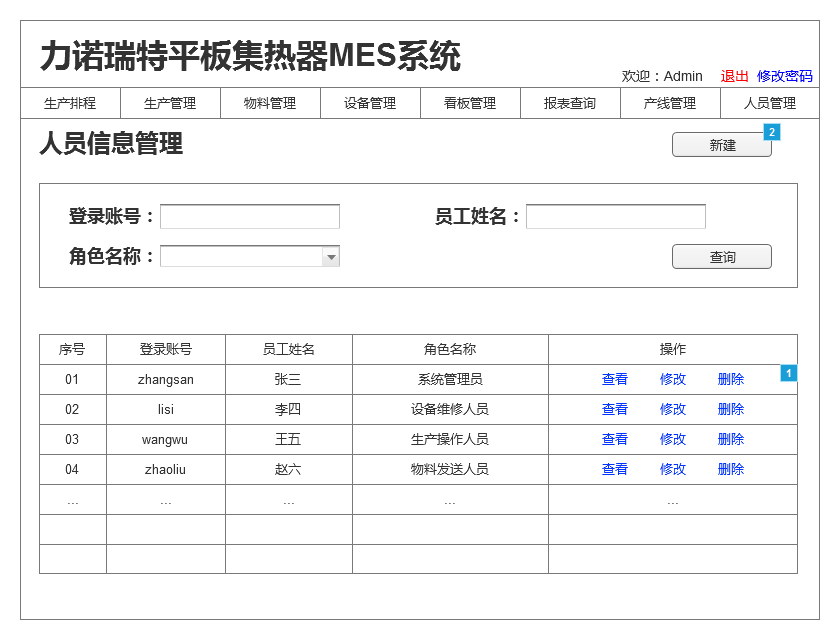 力诺瑞特平板集热器MES系统
欢迎：Admin 退出 修改密码
生产排程 生产管理 物料管理 设备管理 看板管理 报表查询 产线管理 人员管理
人员信息管理
新建 2
登录账号： 员工姓名：
角色名称： 查询
序号 登录账号 员工姓名 角色名称 操作
01 zhangsan 张三 系统管理员 查看 修改 删除 1
02 lisi 李四 设备维修人员 查看 修改 删除
03 wangwu 王五 生产操作人员 查看 修改 删除
04 zhaoliu 赵六 物料发送人员 查看 修改 删除
... ... ... ... ...